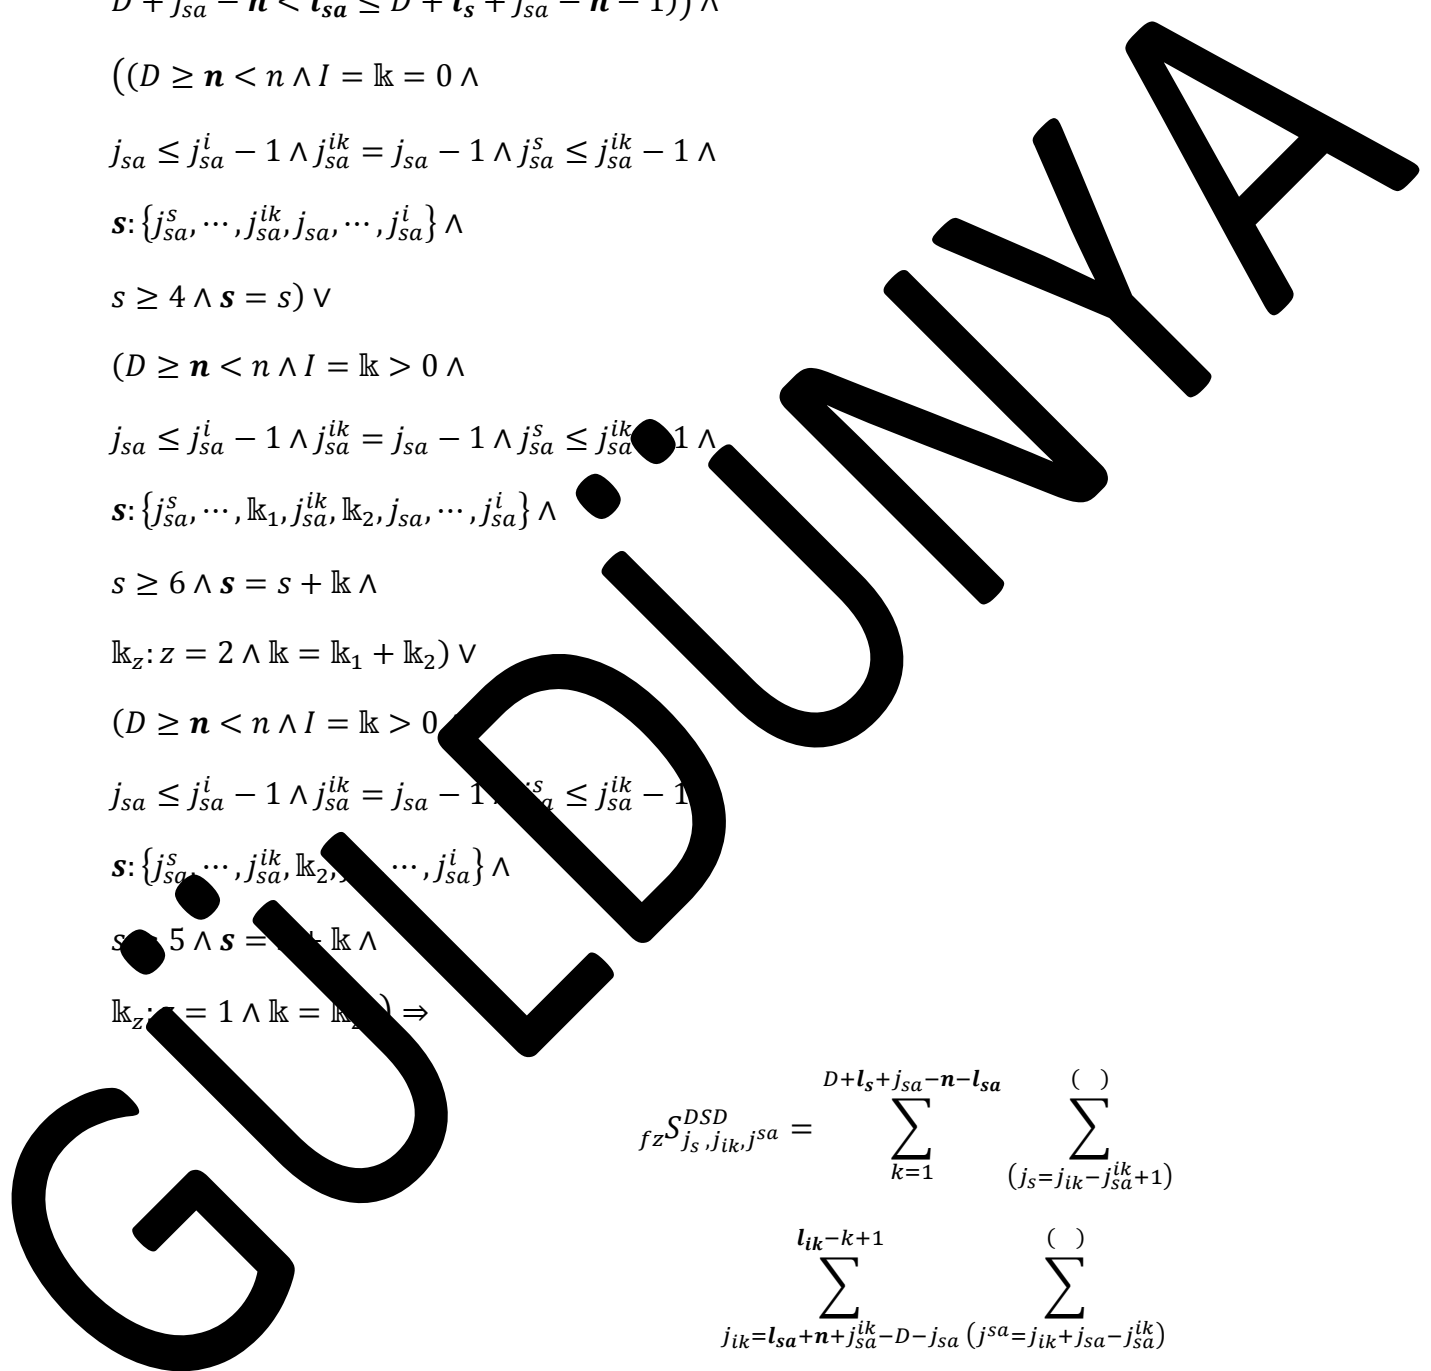 D + j_{sa} − n < l_{sa} ≤ D + l_s + j_{sa} − n − 1)) ∧
((D ≥ n < n ∧ I = 𝕜 = 0 ∧
j_{sa} ≤ j_{sa}^{i} − 1 ∧ j_{sa}^{ik} = j_{sa} − 1 ∧ j_{sa}^{s} ≤ j_{sa}^{ik} − 1 ∧
s: {j_{sa}^{s}, ⋯ , j_{sa}^{ik}, j_{sa}, ⋯ , j_{sa}^{i}} ∧
s ≥ 4 ∧ s = s) ∨
(D ≥ n < n ∧ I = 𝕜 > 0 ∧
j_{sa} ≤ j_{sa}^{i} − 1 ∧ j_{sa}^{ik} = j_{sa} − 1 ∧ j_{sa}^{s} ≤ j_{sa}^{ik} 1 ∧
s: {j_{sa}^{s}, ⋯ , 𝕜_1, j_{sa}^{ik}, 𝕜_2, j_{sa}, ⋯ , j_{sa}^{i}} ∧
s ≥ 6 ∧ s = s + 𝕜 ∧
𝕜_z: z = 2 ∧ 𝕜 = 𝕜_1 + 𝕜_2) ∨
(D ≥ n < n ∧ I = 𝕜 > 0
j_{sa} ≤ j_{sa}^{i} − 1 ∧ j_{sa}^{ik} = j_{sa} − 1 ≤ j_{sa}^{ik} − 1
s: {j_{sa}^{s}, ⋯ , j_{sa}^{ik}, 𝕜_2, ⋯ , j_{sa}^{i}} ∧
s 5 ∧ s = + 𝕜 ∧
𝕜_z: = 1 ∧ 𝕜 = ) ⇒
_{fz}S_{j_s, j_{ik}, j^{sa}}^{DSD} = ∑_{k=1}^{D+l_s+j_{sa}−n−l_{sa}} ∑_{(j_s=j_{ik}−j_{sa}^{ik}+1)}^{( )}
∑_{j_{ik}=l_{sa}+n+j_{sa}^{ik}−D−j_{sa}}^{l_{ik}−k+1} ∑_{(j^{sa}=j_{ik}+j_{sa}−j_{sa}^{ik})}^{( )}
GÜLDÜNYA